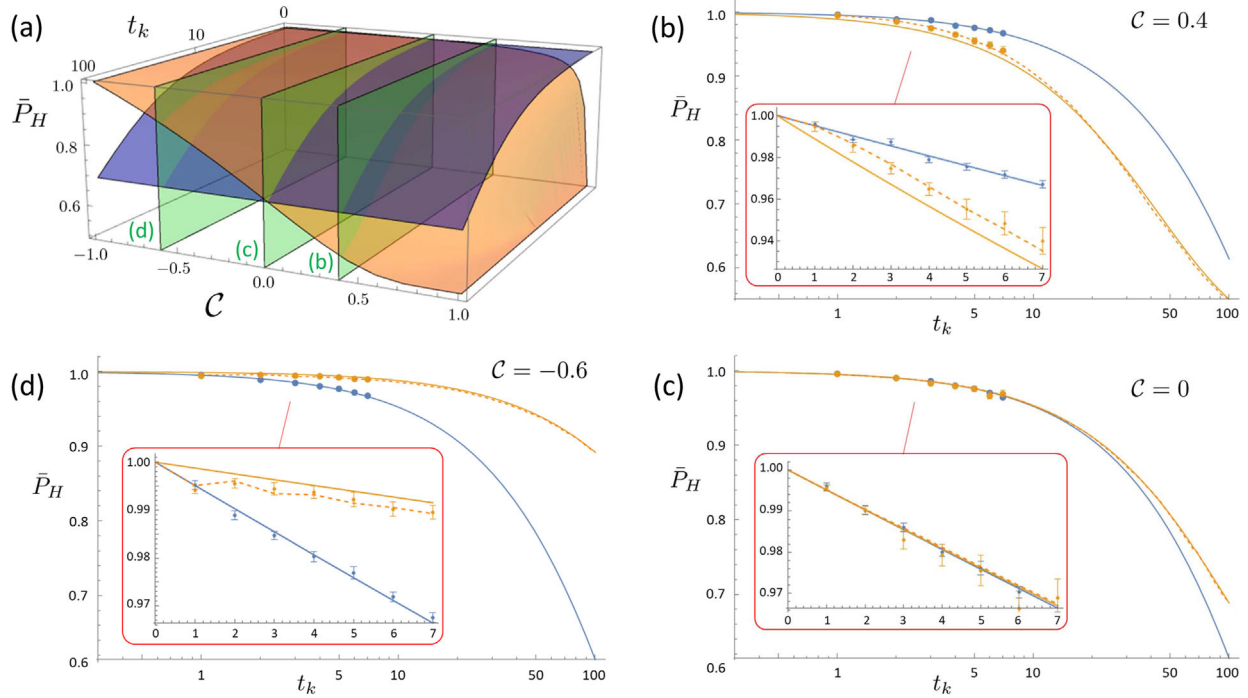 (a)
t_k
0
10
100
1.0
P̄_H
0.8
0.6
(d)
(c)
(b)
−1.0
−0.5
0.0
0.5
1.0
C
(b)
C = 0.4
1.0
0.9
P̄_H
0.7
0.6
1.00
0.98
0.96
0.94
0 1 2 3 4 5 6 7
1 5 10 50 100
t_k
(d)
C = −0.6
1.0
0.9
P̄_H
0.8
0.7
0.6
1.00
0.99
0.98
0.97
0 1 2 3 4 5 6 7
1 5 10 50 100
t_k
(c)
C = 0
1.0
0.9
P̄_H
0.8
0.7
0.6
1.00
0.99
0.98
0.97
0 1 2 3 4 5 6 7
1 5 10 50 100
t_k